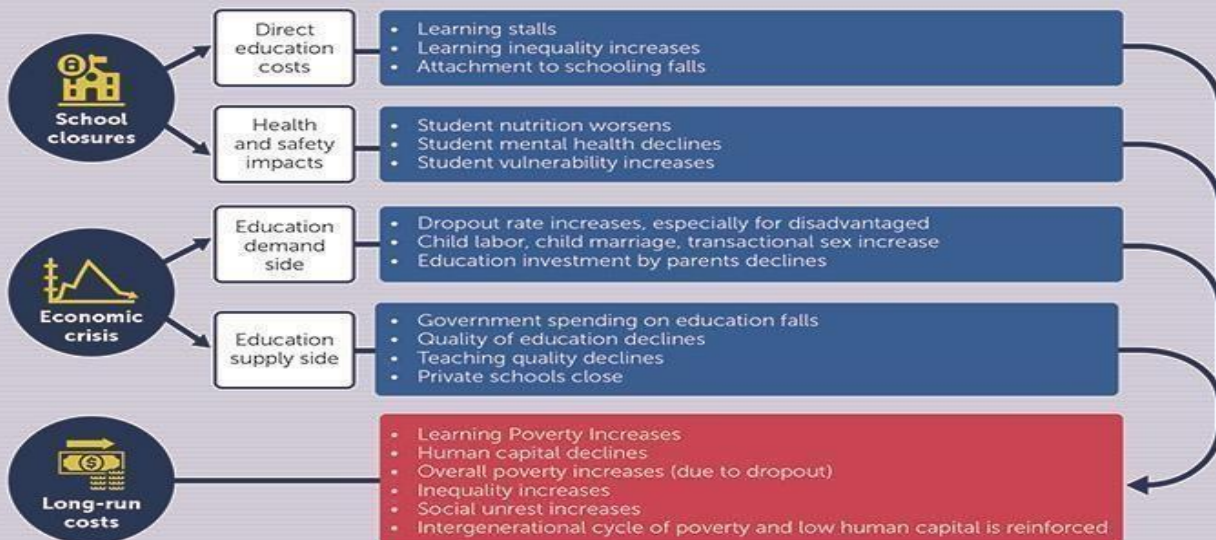 School
closures
Direct
education
costs
• Learning stalls
• Learning inequality increases
• Attachment to schooling falls
Health
and safety
impacts
• Student nutrition worsens
• Student mental health declines
• Student vulnerability increases
Economic
crisis
Education
demand
side
• Dropout rate increases, especially for disadvantaged
• Child labor, child marriage, transactional sex increase
• Education investment by parents declines
Education
supply side
• Government spending on education falls
• Quality of education declines
• Teaching quality declines
• Private schools close
Long-run
costs
• Learning Poverty Increases
• Human capital declines
• Overall poverty increases (due to dropout)
• Inequality increases
• Social unrest increases
• Intergenerational cycle of poverty and low human capital is reinforced